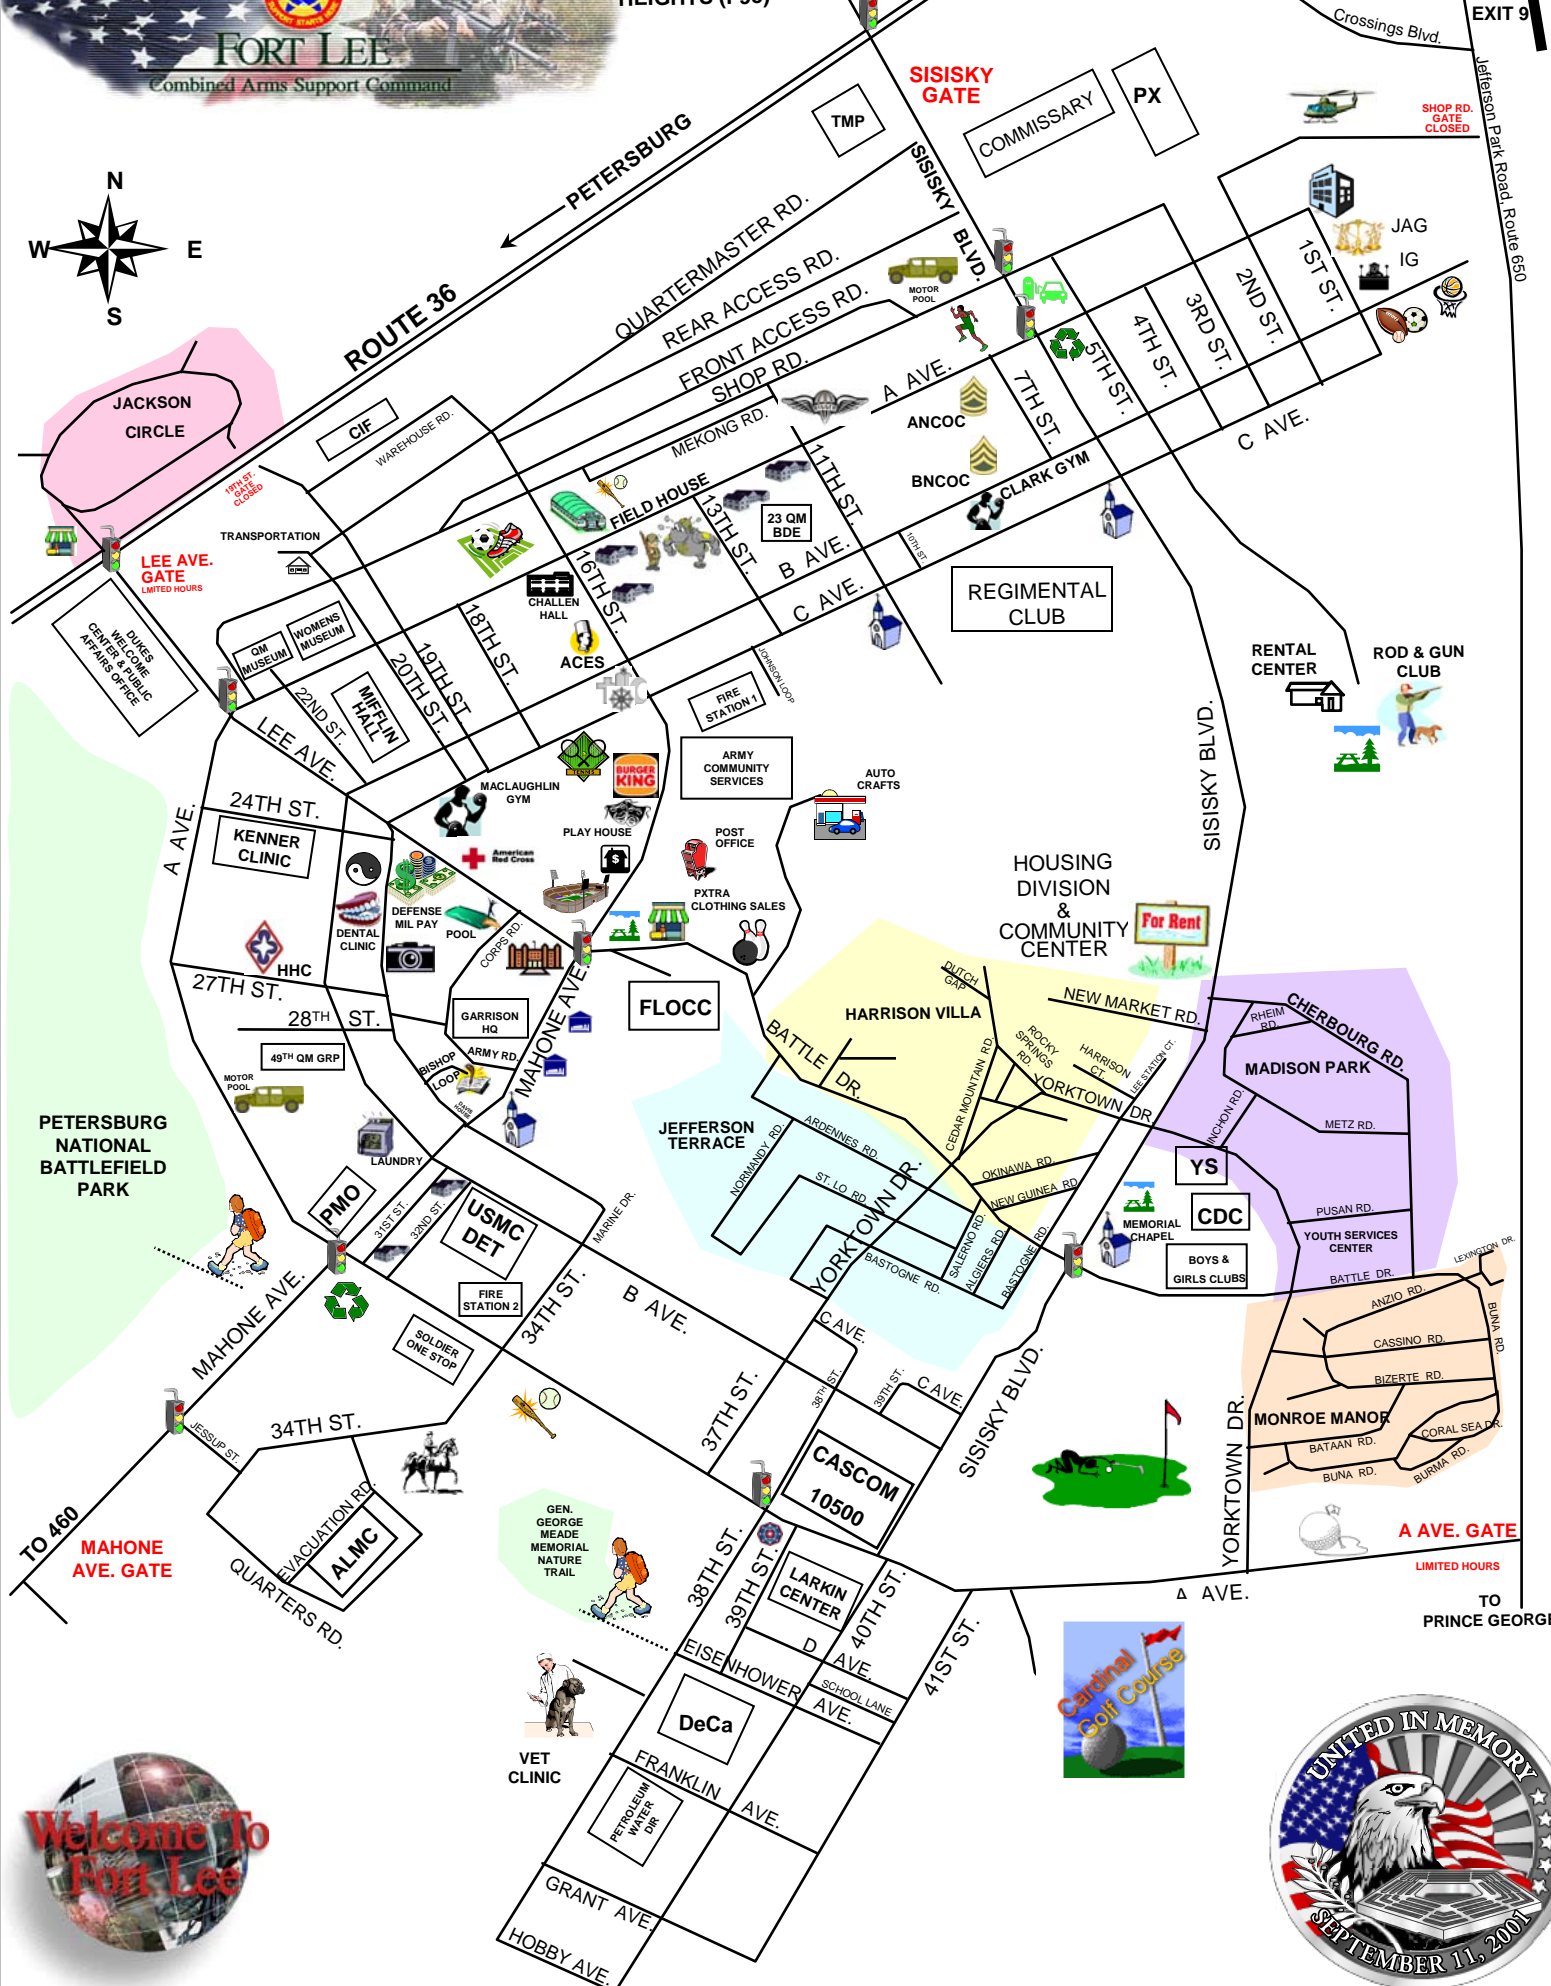 HEIGHTS (I-95)
EXIT 9
FORT LEE
Combined Arms Support Command
SUPPORT STARTS HERE
Crossings Blvd.
Jefferson Park Road, Route 650
SISISKY
GATE
TMP
COMMISSARY
PX
SHOP RD.
GATE
CLOSED
PETERSBURG
SISISKY
BLVD.
N
W
E
S
ROUTE 36
QUARTERMASTER RD.
REAR ACCESS RD.
FRONT ACCESS RD.
SHOP RD.
MOTOR
POOL
JAG
IG
1ST ST.
2ND ST.
3RD ST.
4TH ST.
5TH ST.
7TH ST.
A AVE.
C AVE.
JACKSON
CIRCLE
CIF
WAREHOUSE RD.
MEKONG RD.
ANCOC
BNCOC
CLARK GYM
19TH ST.
GATE
CLOSED
TRANSPORTATION
FIELD HOUSE
11TH ST.
13TH ST.
23 QM
BDE
B AVE.
C AVE.
10TH ST
LEE AVE.
GATE
LMITED HOURS
CHALLEN
HALL
16TH ST.
ACES
REGIMENTAL
CLUB
DUKES
WELCOME
CENTER & PUBLIC
AFFAIRS OFFICE
QM
MUSEUM
WOMENS
MUSEUM
18TH ST.
19TH ST
20TH ST.
22ND ST.
MIFFLIN
HALL
LEE AVE.
JOHNSON LOOP
FIRE
STATION 1
RENTAL
CENTER
ROD & GUN
CLUB
SISISKY BLVD.
ARMY
COMMUNITY
SERVICES
AUTO
CRAFTS
TENNIS
BURGER
KING
MACLAUGHLIN
GYM
PLAY HOUSE
American
Red Cross
POST
OFFICE
PXTRA
CLOTHING SALES
A AVE.
24TH ST.
KENNER
CLINIC
DEFENSE
MIL PAY
DENTAL
CLINIC
POOL
CORPS RD.
HHC
27TH ST.
28TH ST.
49TH QM GRP
MOTOR
POOL
GARRISON
HQ
ARMY RD.
BISHOP
LOOP
DAVIS
HOUSE
MAHONE AVE.
FLOCC
HOUSING
DIVISION
&
COMMUNITY
CENTER
For Rent
HARRISON VILLA
DUTCH
GAP
NEW MARKET RD.
BATTLE
DR.
CEDAR MOUNTAIN RD.
ROCKY
SPRINGS
RD.
HARRISON
CT.
LEE STATION CT.
YORKTOWN DR.
RHEIM
RD.
CHERBOURG RD.
MADISON PARK
INCHON RD.
METZ RD.
YS
CDC
PUSAN RD.
YOUTH SERVICES
CENTER
BATTLE DR.
BOYS &
GIRLS CLUBS
MEMORIAL
CHAPEL
JEFFERSON
TERRACE
NORMANDY RD.
ARDENNES RD.
ST. LO RD.
OKINAWA RD.
NEW GUINEA RD.
SALERNO RD.
ALGIERS RD.
BASTOGNE RD.
BASTOGNE RD.
YORKTOWN DR.
PETERSBURG
NATIONAL
BATTLEFIELD
PARK
LAUNDRY
PMO
31ST ST.
32ND ST.
USMC
DET
MARINE DR.
FIRE
STATION 2
SOLDIER
ONE STOP
34TH ST.
B AVE.
C AVE.
37TH ST.
38TH ST.
39TH ST.
C AVE.
SISISKY BLVD.
LEXINGTON DR.
ANZIO RD.
BUNA RD.
CASSINO RD.
BIZERTE RD.
MONROE MANOR
CORAL SEA DR.
BATAAN RD.
BUNA RD.
BURMA RD.
YORKTOWN DR.
MAHONE AVE.
JESSUP ST.
34TH ST.
TO 460
MAHONE
AVE. GATE
EVACUATION RD.
ALMC
QUARTERS RD.
GEN.
GEORGE
MEADE
MEMORIAL
NATURE
TRAIL
CASCOM
10500
38TH ST.
39TH ST.
LARKIN
CENTER
40TH ST.
41ST ST.
D AVE.
SCHOOL LANE
EISENHOWER AVE.
A AVE. GATE
LIMITED HOURS
A AVE.
TO
PRINCE GEORGE
VET
CLINIC
DeCa
FRANKLIN AVE.
PETROLEUM
WATER
DIR
GRANT AVE.
HOBBY AVE.
Cardinal
Golf Course
Welcome To
Fort Lee
UNITED IN MEMORY
SEPTEMBER 11, 2001